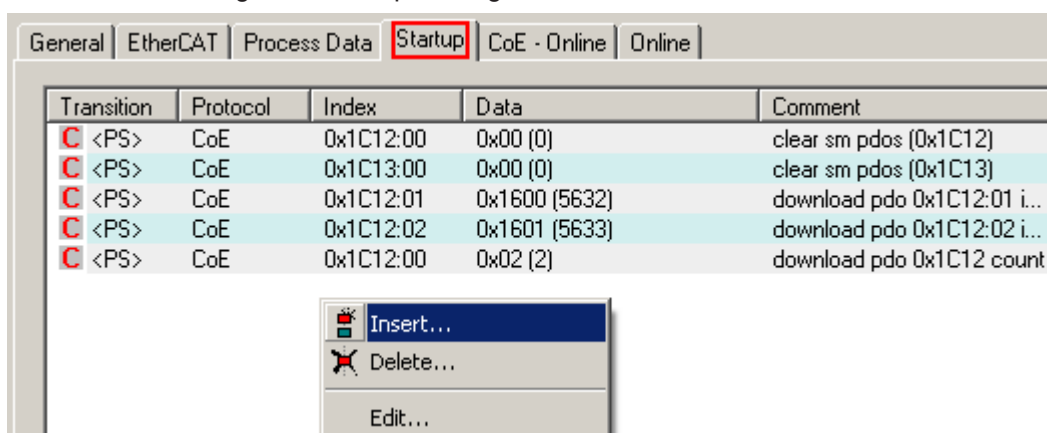 General EtherCAT Process Data Startup CoE - Online Online
Transition Protocol Index Data Comment
C <PS> CoE 0x1C12:00 0x00 (0) clear sm pdos (0x1C12)
C <PS> CoE 0x1C13:00 0x00 (0) clear sm pdos (0x1C13)
C <PS> CoE 0x1C12:01 0x1600 (5632) download pdo 0x1C12:01 i...
C <PS> CoE 0x1C12:02 0x1601 (5633) download pdo 0x1C12:02 i...
C <PS> CoE 0x1C12:00 0x02 (2) download pdo 0x1C12 count
Insert...
Delete...
Edit...